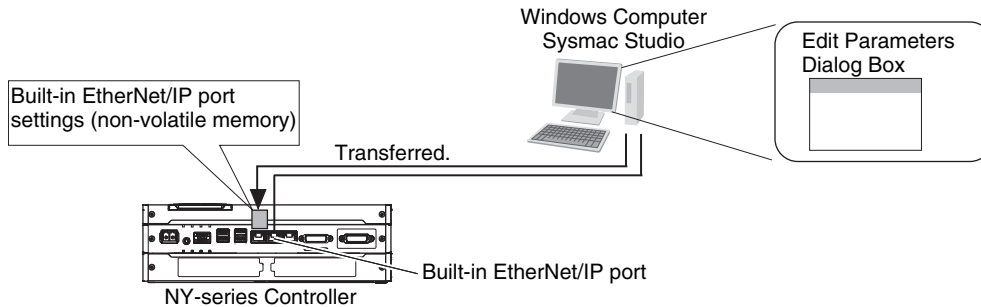 Windows Computer
Sysmac Studio
Edit Parameters
Dialog Box
Built-in EtherNet/IP port
settings (non-volatile memory)
Transferred.
Built-in EtherNet/IP port
NY-series Controller